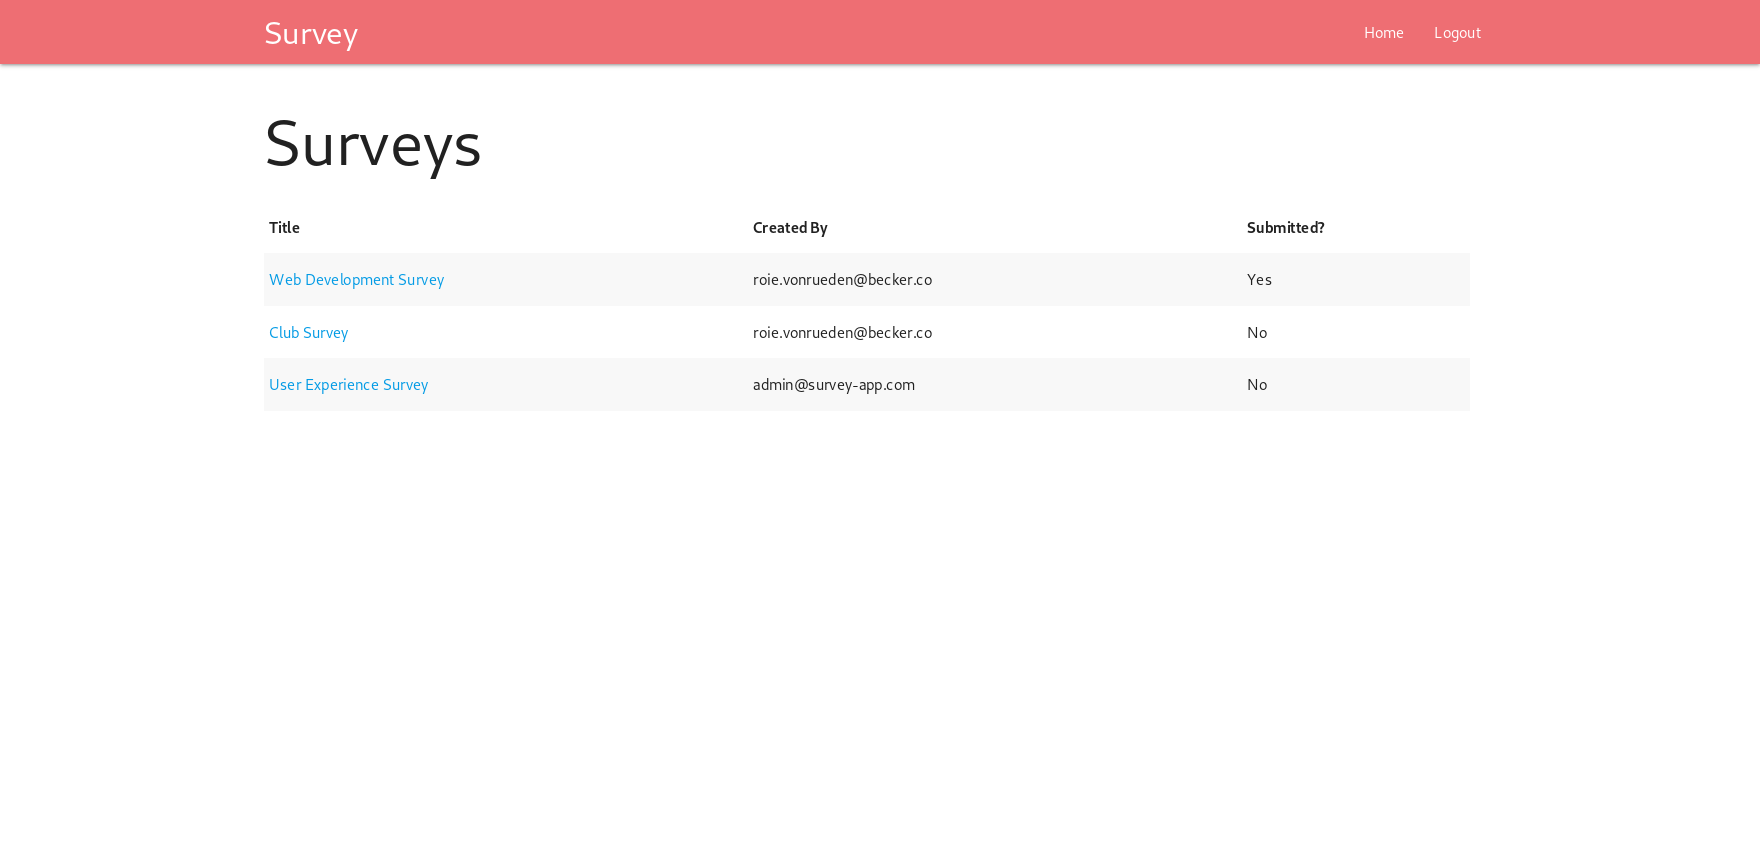 Survey Home Logout
Surveys
Title Created By Submitted?
Web Development Survey roie.vonrueden@becker.co Yes
Club Survey roie.vonrueden@becker.co No
User Experience Survey admin@survey-app.com No